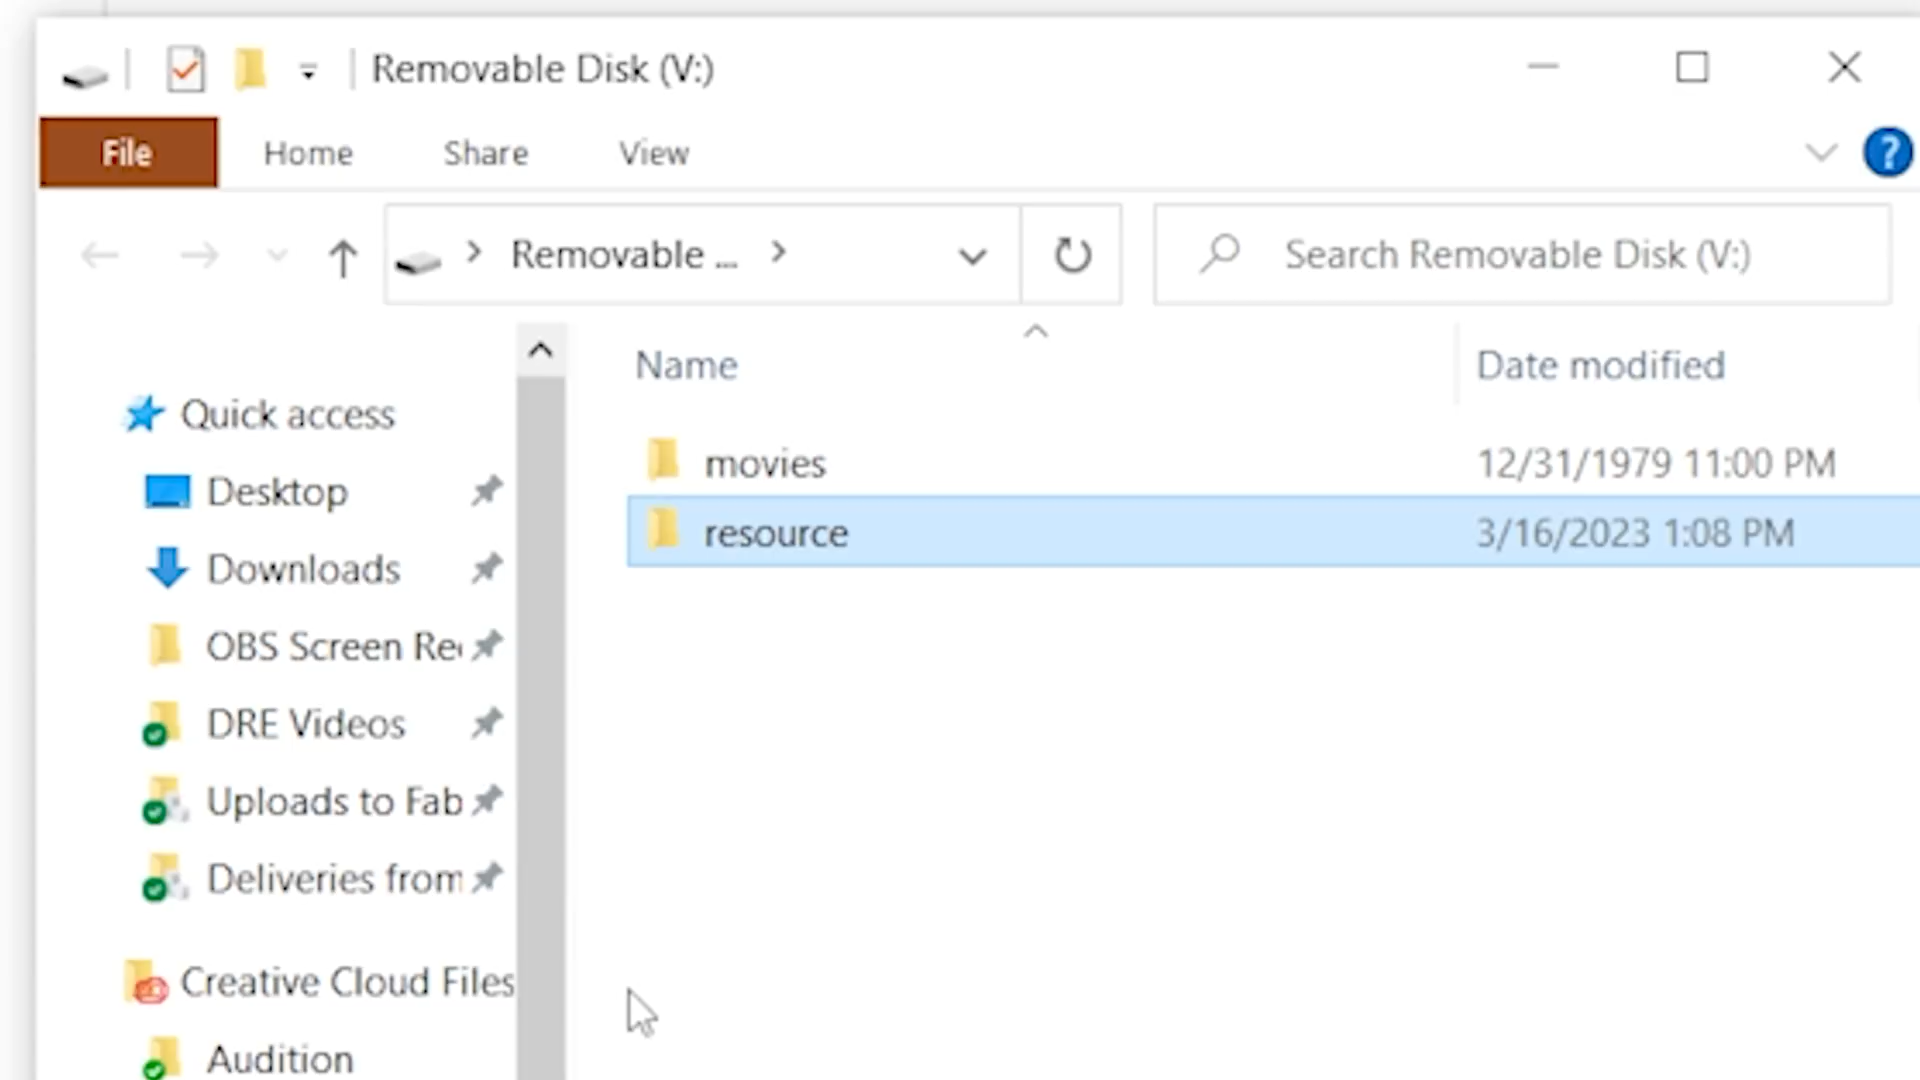 Removable Disk (V:)
File Home Share View
Removable ... Search Removable Disk (V:)
Name Date modified
Quick access
movies 12/31/1979 11:00 PM
Desktop
resource 3/16/2023 1:08 PM
Downloads
OBS Screen
DRE Videos
Uploads to Fab
Deliveries from
Creative Cloud Files
Audition